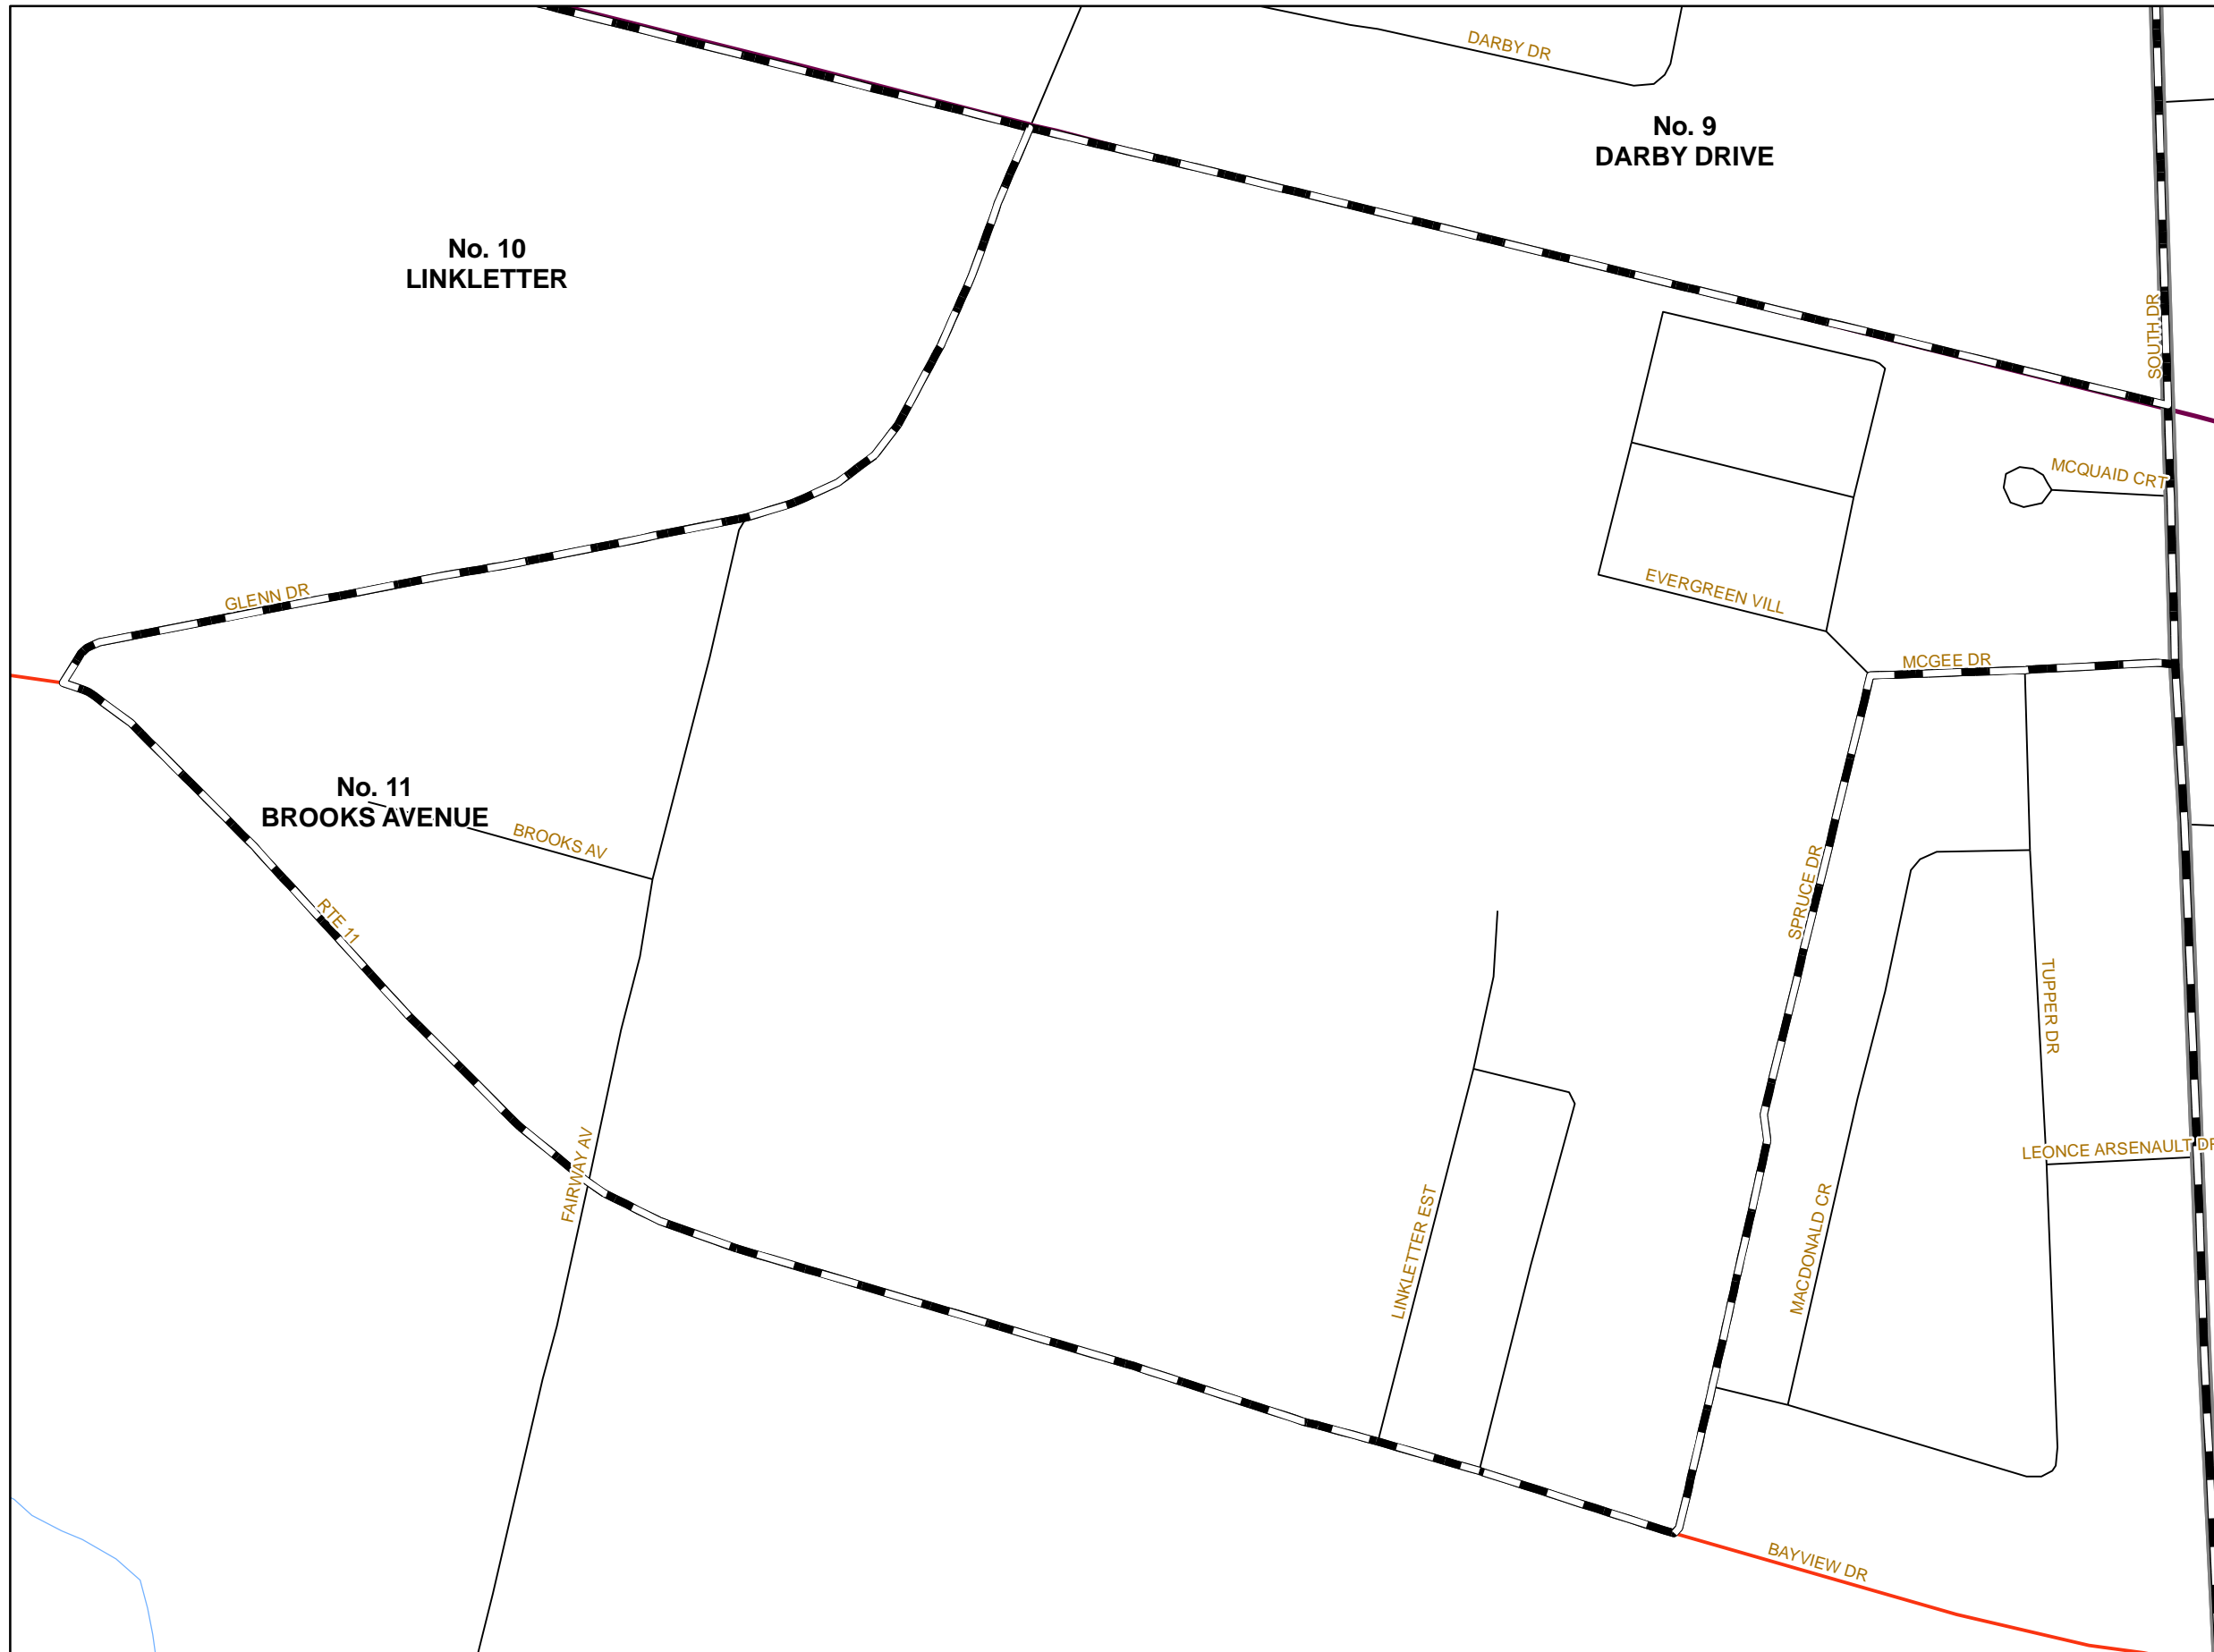 DARBY DR
No. 9
DARBY DRIVE
No. 10
LINKLETTER
SOUTH DR
MCQUAID CRT
EVERGREEN VILL
GLENN DR
MCGEE DR
No. 11
BROOKS AVENUE
BROOKS AV
SPRUCE DR
RTE 11
TUPPER DR
FAIRWAY AV
LEONCE ARSENAULT DR
LINKLETTER EST
MACDONALD CR
BAYVIEW DR